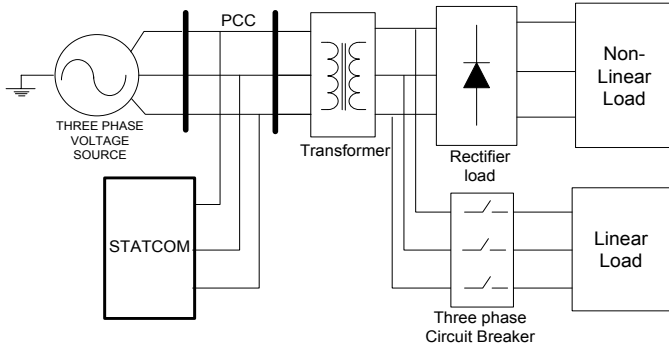 PCC
THREE PHASE
VOLTAGE
SOURCE
Transformer
Rectifier
load
Non-
Linear
Load
STATCOM
Three phase
Circuit Breaker
Linear
Load